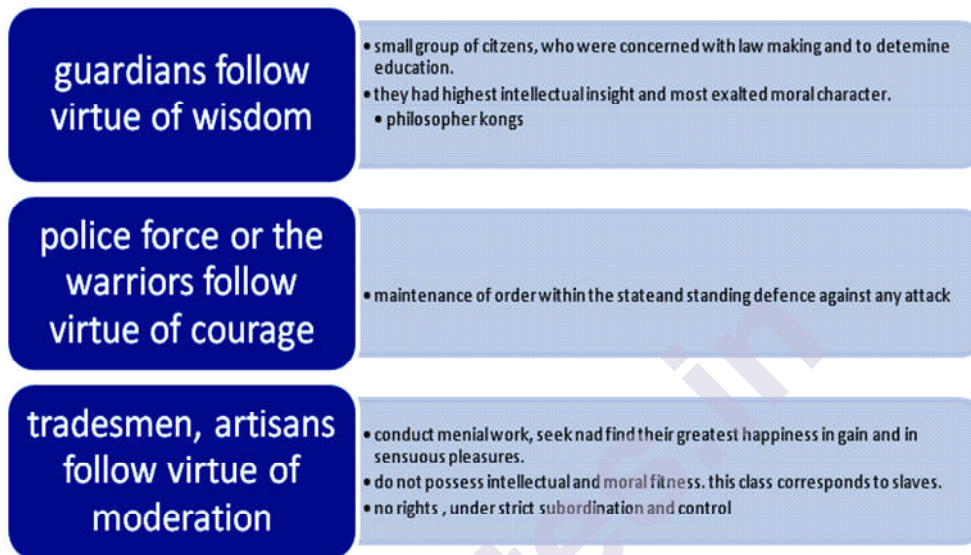 guardians follow
virtue of wisdom
• small group of citzens, who were concerned with law making and to detemine
education.
• they had highest intellectual insight and most exalted moral character.
• philosopher kongs
police force or the
warriors follow
virtue of courage
• maintenance of order within the stateand standing defence against any attack
tradesmen, artisans
follow virtue of
moderation
• conduct menial work, seek nad find their greatest happiness in gain and in
sensuous pleasures.
• do not possess intellectual and moral fitness. this class corresponds to slaves.
• no rights , under strict subordination and control